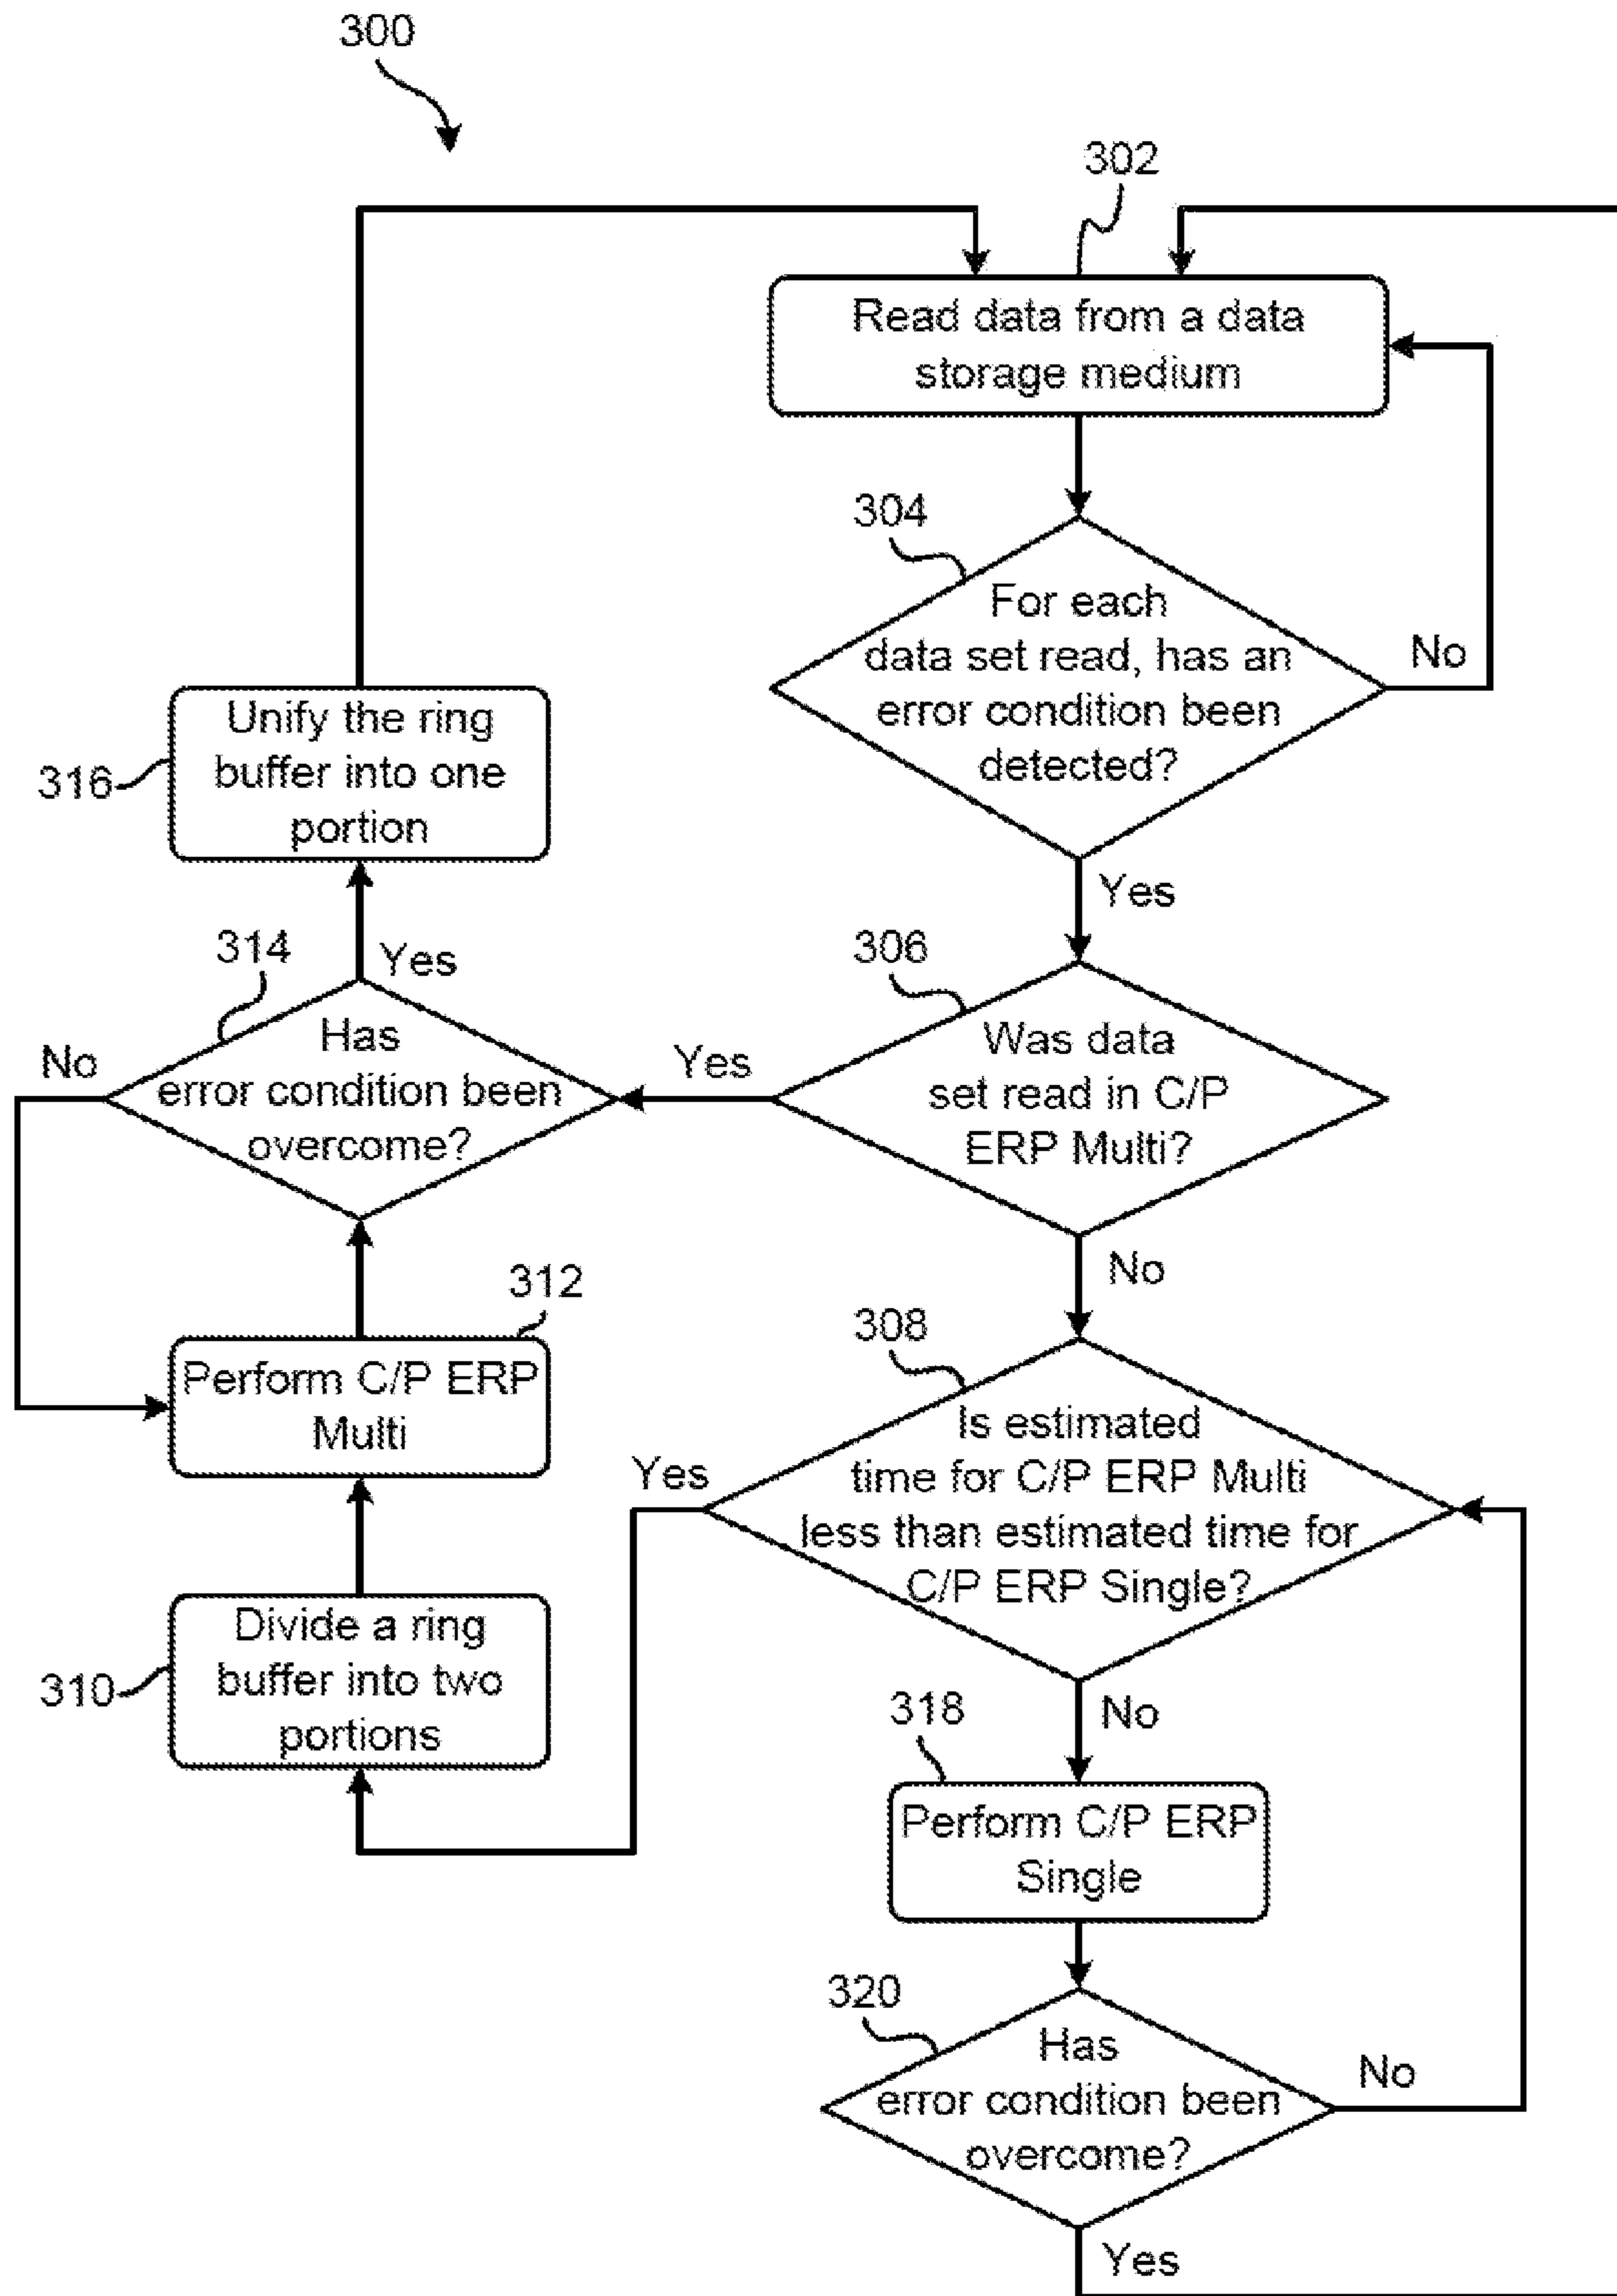 300
302
Read data from a data
storage medium
304
For each
data set read, has an
error condition been
detected?
No
Yes
316
Unify the ring
buffer into one
portion
314
Yes
Has
error condition been
overcome?
No
306
Was data
set read in C/P
ERP Multi?
Yes
No
312
Perform C/P ERP
Multi
308
Is estimated
time for C/P ERP Multi
less than estimated time for
C/P ERP Single?
Yes
No
310
Divide a ring
buffer into two
portions
318
Perform C/P ERP
Single
320
Has
error condition been
overcome?
No
Yes